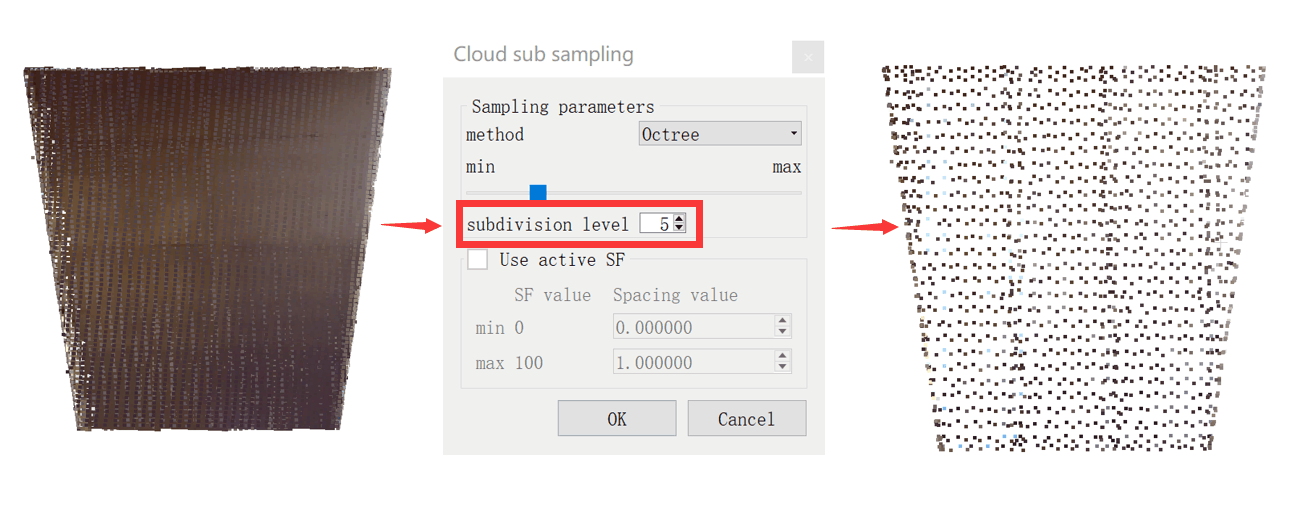 Cloud sub sampling
Sampling parameters
method Octree
min max
subdivision level 5
Use active SF
SF value Spacing value
min 0 0.000000
max 100 1.000000
OK Cancel